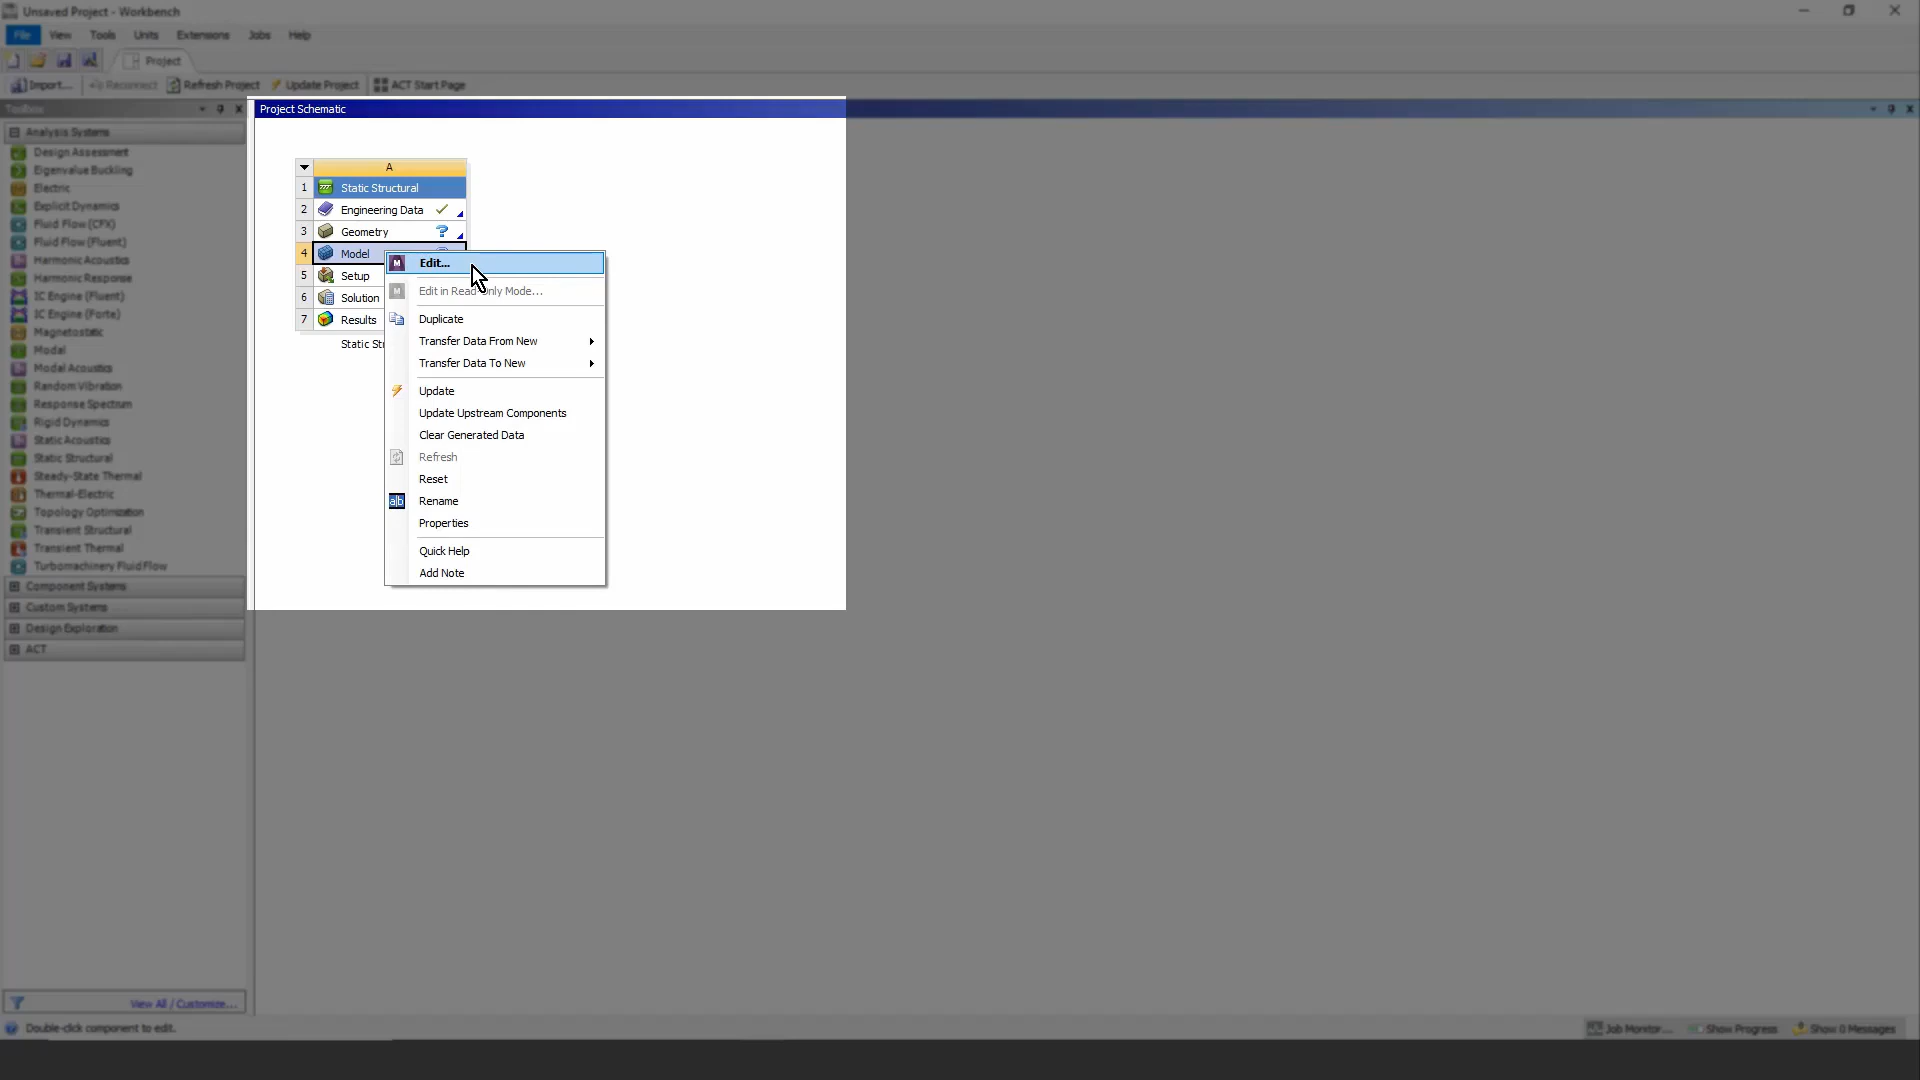 Unsaved Project - Workbench
File View Tools Units Extensions Jobs Help
Project
Import... Reconnect Refresh Project Update Project ACT Start Page
Toolbox
Project Schematic
Analysis Systems
Design Assessment
Eigenvalue Buckling
Electric
Explicit Dynamics
Fluid Flow (CFX)
Fluid Flow (Fluent)
Harmonic Acoustics
Harmonic Response
IC Engine (Fluent)
IC Engine (Forte)
Magnetostatic
Modal
Modal Acoustics
Random Vibration
Response Spectrum
Rigid Dynamics
Static Acoustics
Static Structural
Steady-State Thermal
Thermal-Electric
Topology Optimization
Transient Structural
Transient Thermal
Turbomachinery Fluid Flow
Component Systems
Custom Systems
Design Exploration
ACT
View All / Customize...
A
1 Static Structural
2 Engineering Data
3 Geometry ?
4 Model
5 Setup
6 Solution
7 Results
Static St
M Edit...
M Edit in Read Only Mode...
Duplicate
Transfer Data From New
Transfer Data To New
Update
Update Upstream Components
Clear Generated Data
Refresh
Reset
a|b Rename
Properties
Quick Help
Add Note
Double-click component to edit.
Job Monitor... Show Progress Show 0 Messages